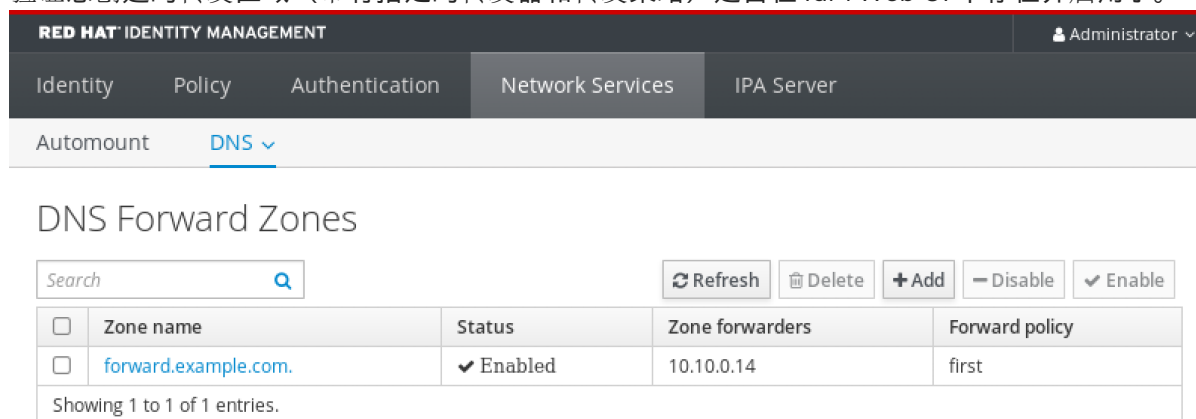 RED HAT® IDENTITY MANAGEMENT Administrator
Identity Policy Authentication Network Services IPA Server
Automount DNS
DNS Forward Zones
Search Refresh Delete Add Disable Enable
Zone name Status Zone forwarders Forward policy
forward.example.com. Enabled 10.10.0.14 first
Showing 1 to 1 of 1 entries.